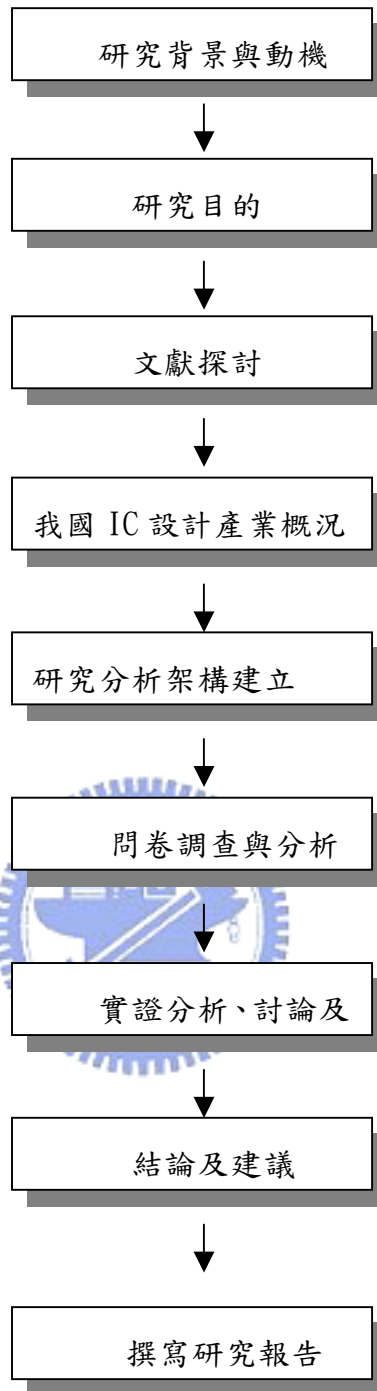 研究背景與動機
研究目的
文獻探討
我國 IC 設計產業概況
研究分析架構建立
問卷調查與分析
實證分析、討論及
結論及建議
撰寫研究報告